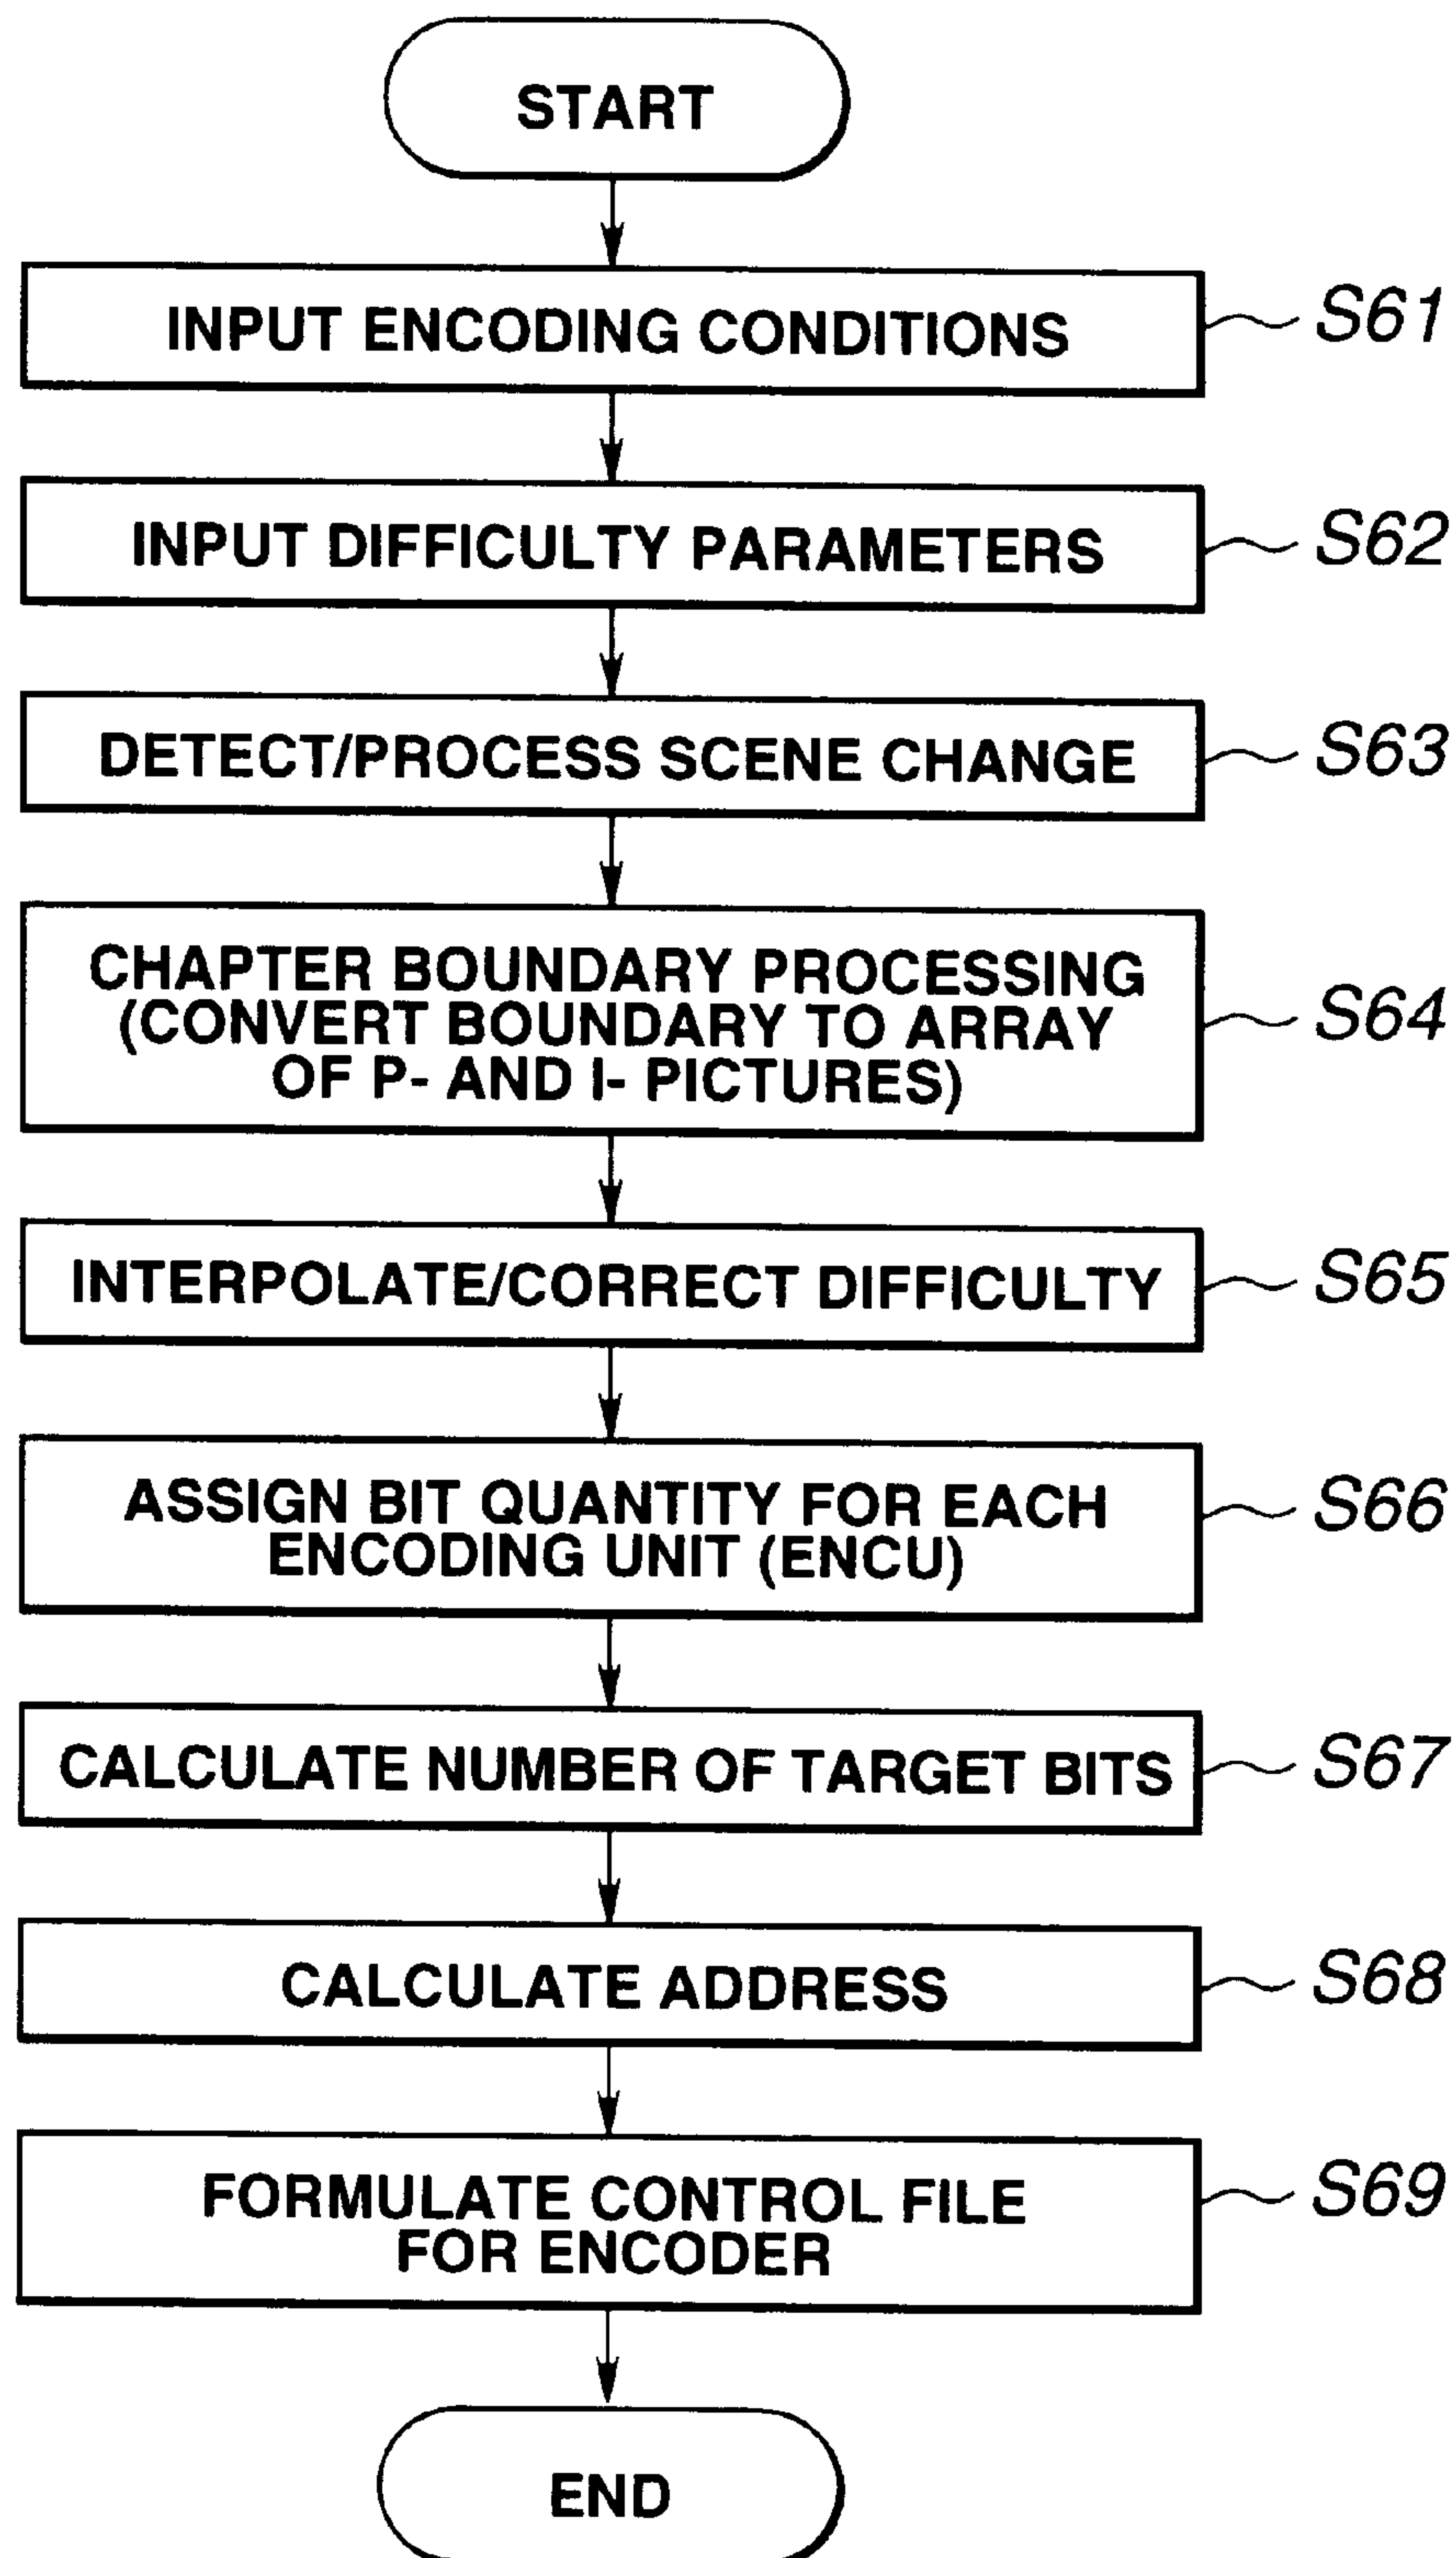 START
INPUT ENCODING CONDITIONS
S61
INPUT DIFFICULTY PARAMETERS
S62
DETECT/PROCESS SCENE CHANGE
S63
CHAPTER BOUNDARY PROCESSING
(CONVERT BOUNDARY TO ARRAY
OF P- AND I- PICTURES)
S64
INTERPOLATE/CORRECT DIFFICULTY
S65
ASSIGN BIT QUANTITY FOR EACH
ENCODING UNIT (ENCU)
S66
CALCULATE NUMBER OF TARGET BITS
S67
CALCULATE ADDRESS
S68
FORMULATE CONTROL FILE
FOR ENCODER
S69
END